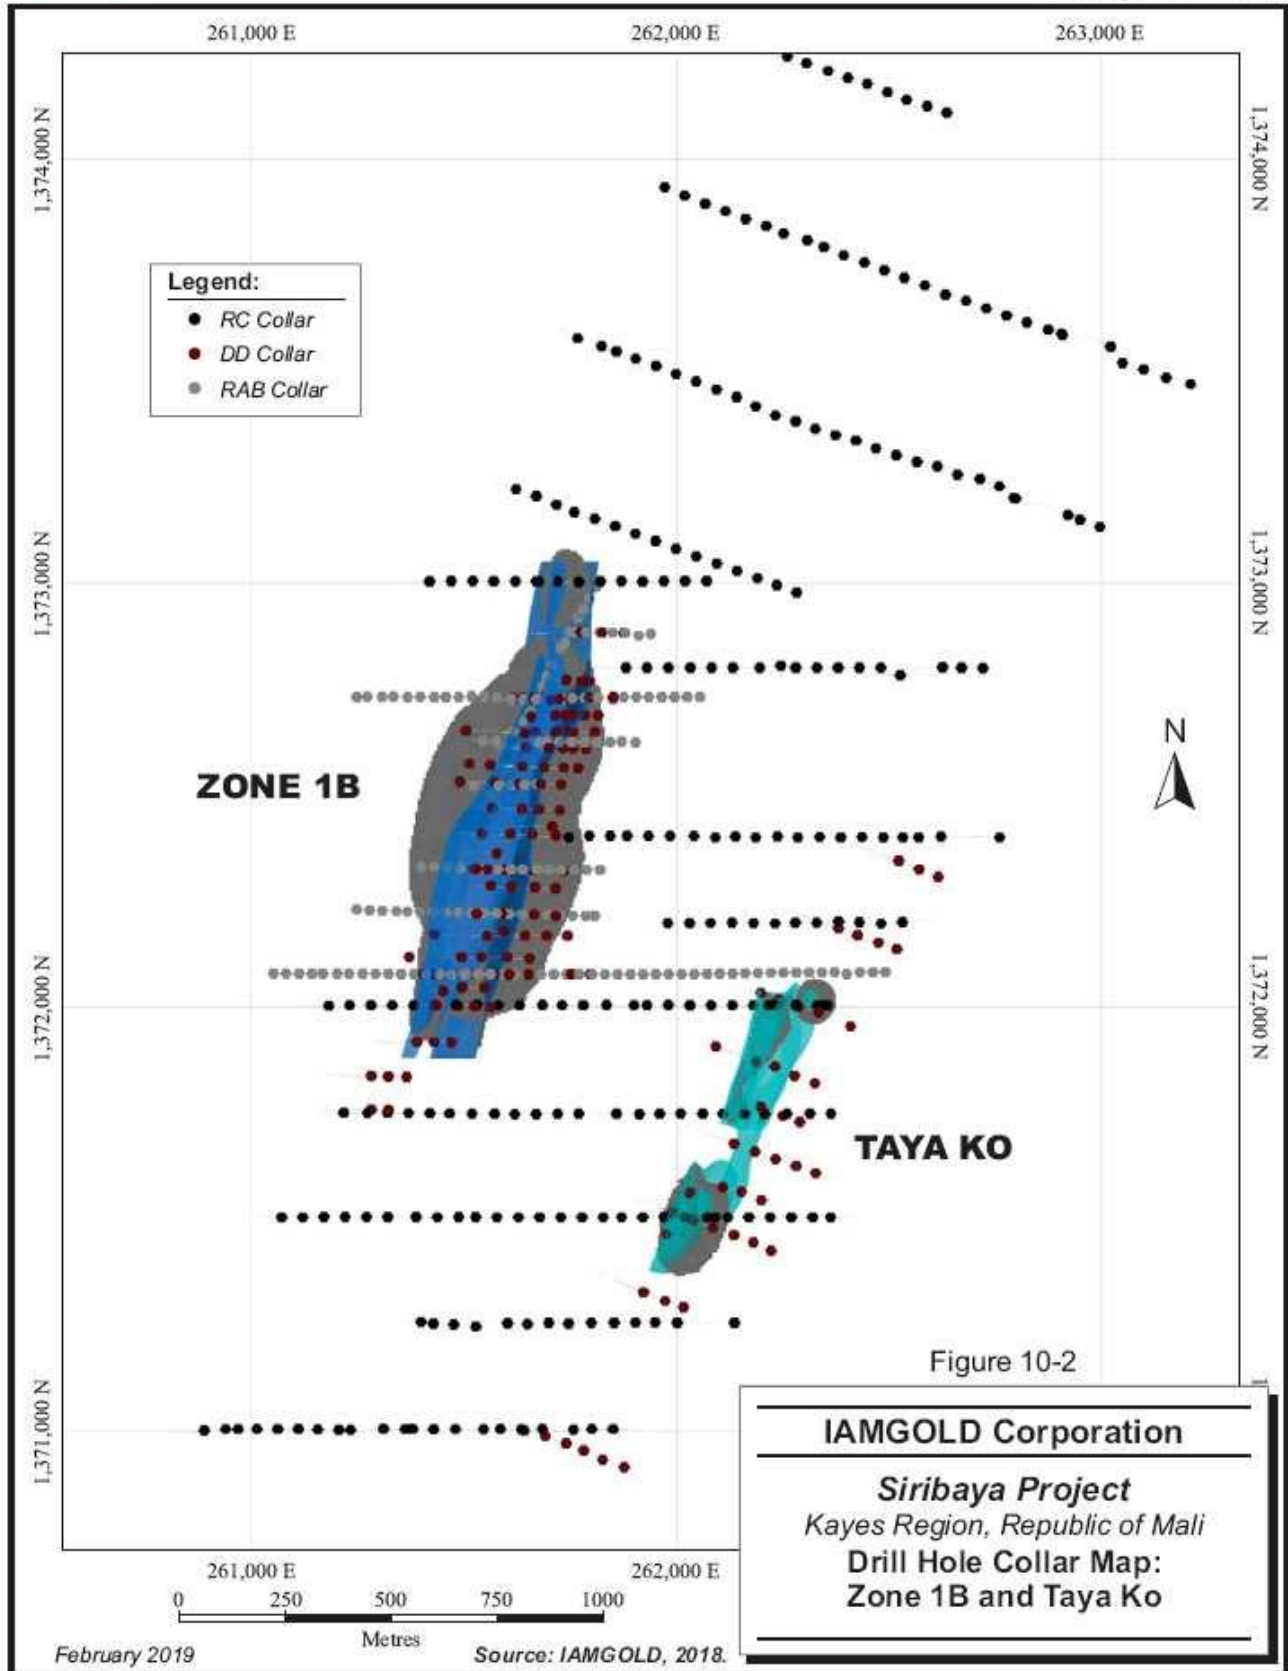 261,000 E
262,000 E
263,000 E
1,374,000 N
1,374,000 N
Legend:
RC Collar
DD Collar
RAB Collar
1,373,000 N
1,373,000 N
N
ZONE 1B
1,372,000 N
1,372,000 N
TAYA KO
Figure 10-2
1,371,000 N
IAMGOLD Corporation
Siribaya Project
Kayes Region, Republic of Mali
Drill Hole Collar Map:
Zone 1B and Taya Ko
261,000 E
262,000 E
0 250 500 750 1000
Metres
February 2019
Source: IAMGOLD, 2018.